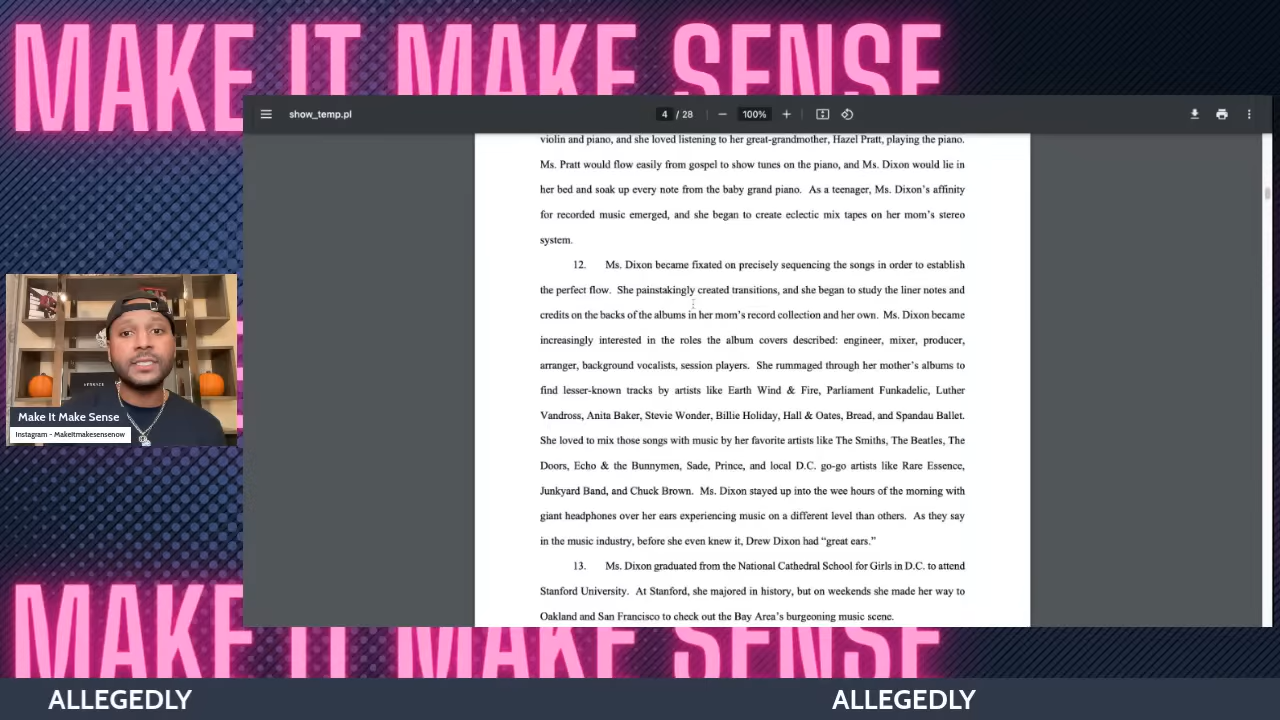 MAKE IT MAKE SENSE
show_temp.pl
4 / 28
100%
violin and piano, and she loved listening to her great-grandmother, Hazel Pratt, playing the piano.
Ms. Pratt would flow easily from gospel to show tunes on the piano, and Ms. Dixon would lie in
her bed and soak up every note from the baby grand piano. As a teenager, Ms. Dixon’s affinity
for recorded music emerged, and she began to create eclectic mix tapes on her mom’s stereo
system.
12. Ms. Dixon became fixated on precisely sequencing the songs in order to establish
the perfect flow. She painstakingly created transitions, and she began to study the liner notes and
credits on the backs of the albums in her mom’s record collection and her own. Ms. Dixon became
increasingly interested in the roles the album covers described: engineer, mixer, producer,
arranger, background vocalists, session players. She rummaged through her mother’s albums to
find lesser-known tracks by artists like Earth Wind & Fire, Parliament Funkadelic, Luther
Vandross, Anita Baker, Stevie Wonder, Billie Holiday, Hall & Oates, Bread, and Spandau Ballet.
She loved to mix those songs with music by her favorite artists like The Smiths, The Beatles, The
Doors, Echo & the Bunnymen, Sade, Prince, and local D.C. go-go artists like Rare Essence,
Junkyard Band, and Chuck Brown. Ms. Dixon stayed up into the wee hours of the morning with
giant headphones over her ears experiencing music on a different level than others. As they say
in the music industry, before she even knew it, Drew Dixon had “great ears.”
13. Ms. Dixon graduated from the National Cathedral School for Girls in D.C. to attend
Stanford University. At Stanford, she majored in history, but on weekends she made her way to
Oakland and San Francisco to check out the Bay Area’s burgeoning music scene.
Make It Make Sense
Instagram - MakeItmakesensenow
MAKE IT MAKE SENSE
ALLEGEDLY
ALLEGEDLY